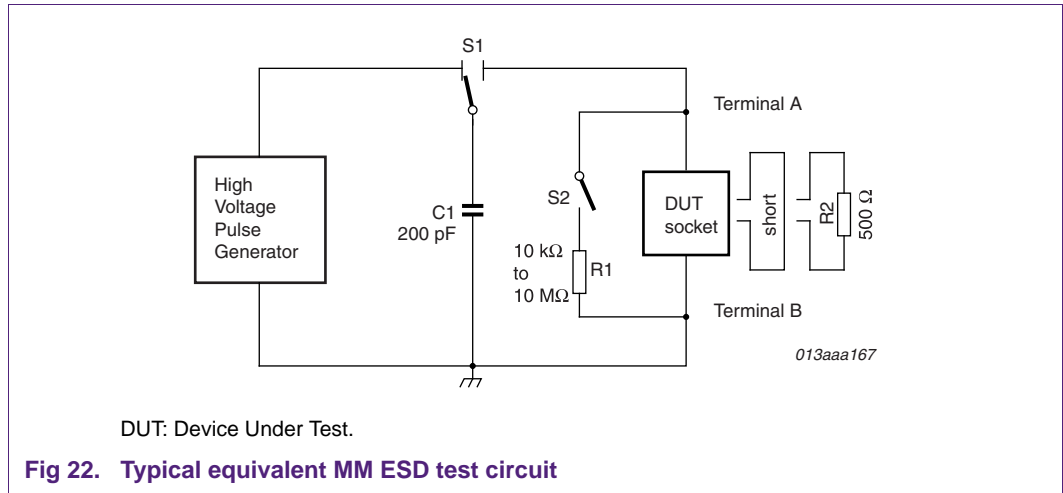 S1
Terminal A
High
Voltage
Pulse
Generator
C1
200 pF
S2
10 kΩ
to
10 MΩ
R1
DUT
socket
short
R2
500 Ω
Terminal B
013aaa167
DUT: Device Under Test.
Fig 22. Typical equivalent MM ESD test circuit